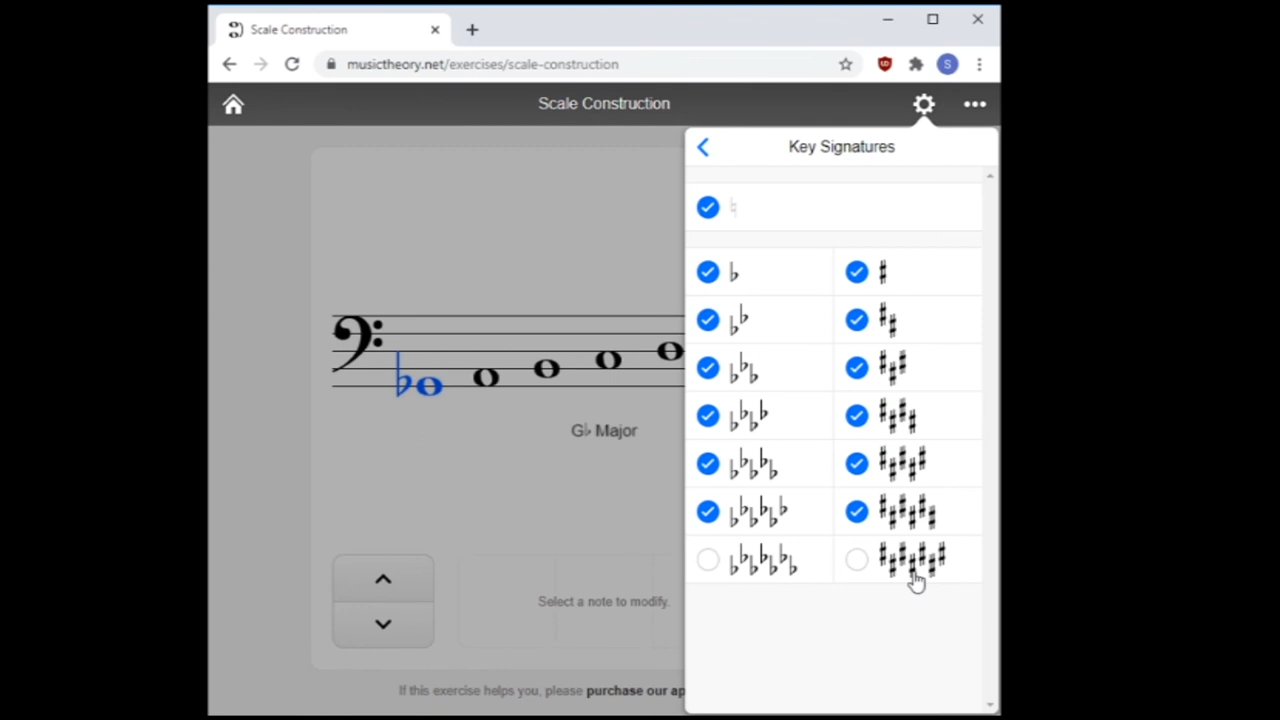 Scale Construction
musictheory.net/exercises/scale-construction
S
Scale Construction
Key Signatures
G♭ Major
Select a note to modify.
If this exercise helps you, please purchase our ap